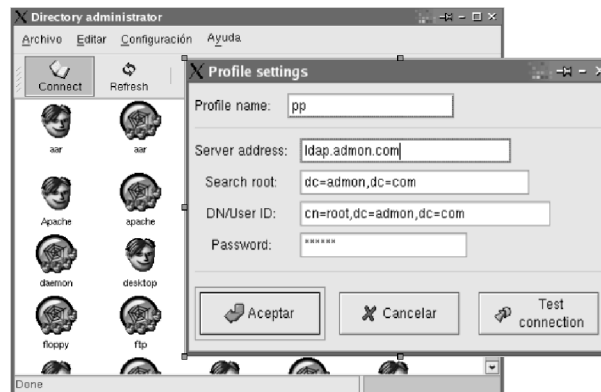 Directory administrator
Archivo Editar Configuración Ayuda
Connect Refresh
aar aar
Apache apache
daemon desktop
floppy ftp
Done
Profile settings
Profile name: pp
Server address: ldap.admon.com
Search root: dc=admon,dc=com
DN/User ID: cn=root,dc=admon,dc=com
Password: ******
Aceptar Cancelar Test
connection